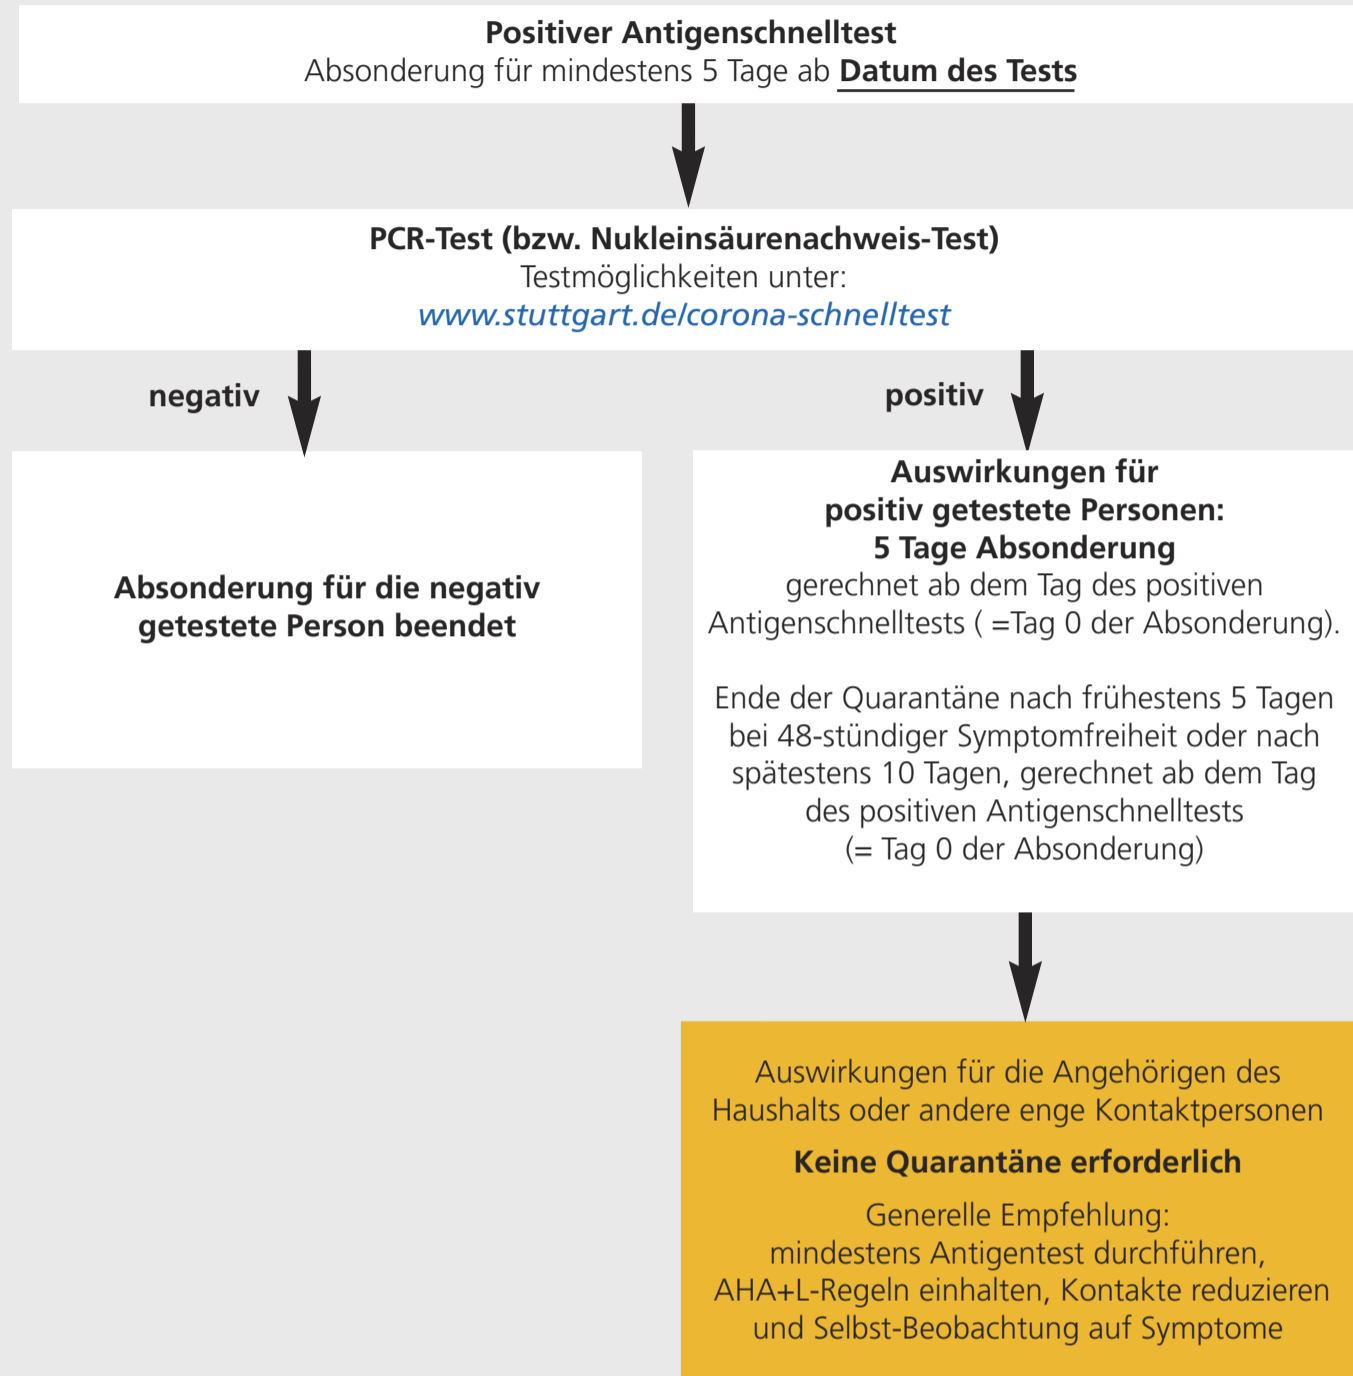 Positiver Antigenschnelltest
Absonderung für mindestens 5 Tage ab Datum des Tests
PCR-Test (bzw. Nukleinsäurenachweis-Test)
Testmöglichkeiten unter:
www.stuttgart.de/corona-schnelltest
negativ
positiv
Absonderung für die negativ
getestete Person beendet
Auswirkungen für
positiv getestete Personen:
5 Tage Absonderung
gerechnet ab dem Tag des positiven
Antigenschnelltests ( =Tag 0 der Absonderung).
Ende der Quarantäne nach frühestens 5 Tagen
bei 48-stündiger Symptomfreiheit oder nach
spätestens 10 Tagen, gerechnet ab dem Tag
des positiven Antigenschnelltests
(= Tag 0 der Absonderung)
Auswirkungen für die Angehörigen des
Haushalts oder andere enge Kontaktpersonen
Keine Quarantäne erforderlich
Generelle Empfehlung:
mindestens Antigentest durchführen,
AHA+L-Regeln einhalten, Kontakte reduzieren
und Selbst-Beobachtung auf Symptome